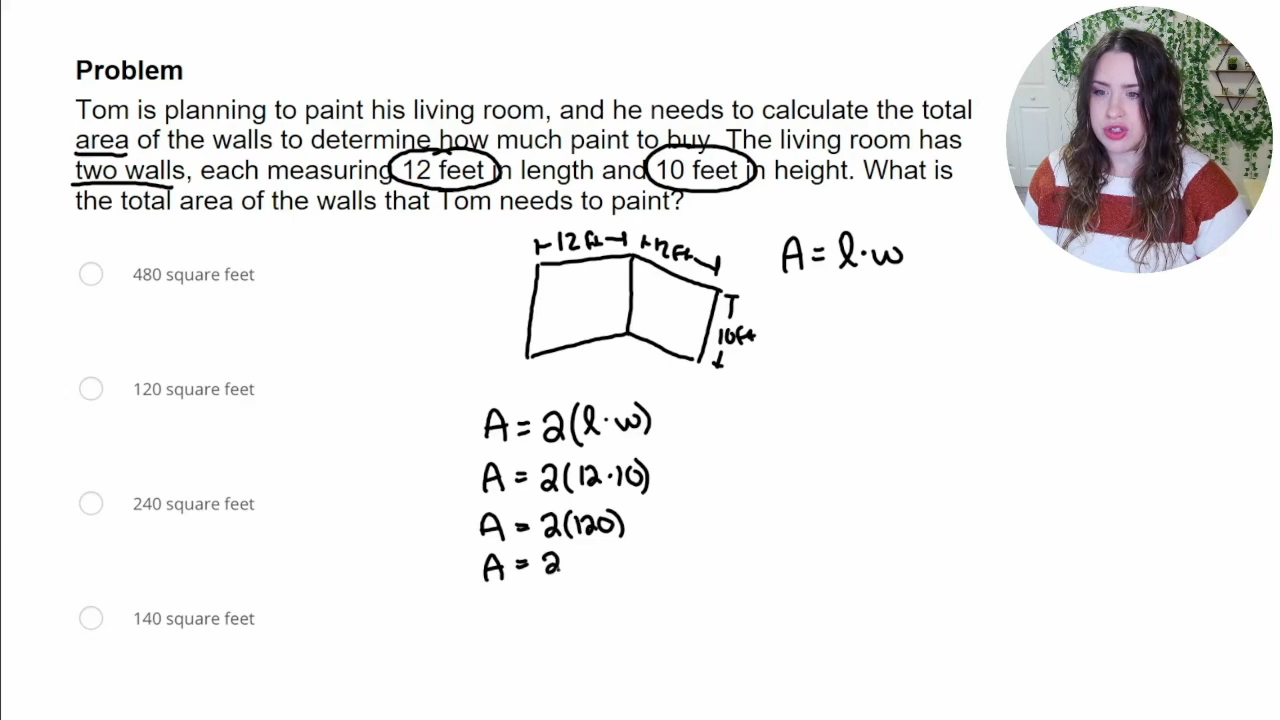 Problem
Tom is planning to paint his living room, and he needs to calculate the total
area of the walls to determine how much paint to buy. The living room has
two walls, each measuring 12 feet in length and 10 feet in height. What is
the total area of the walls that Tom needs to paint?
12ft 12ft
A = l·w
10ft
480 square feet
120 square feet
240 square feet
140 square feet
A = 2(l·w)
A = 2(12·10)
A = 2(120)
A = 2